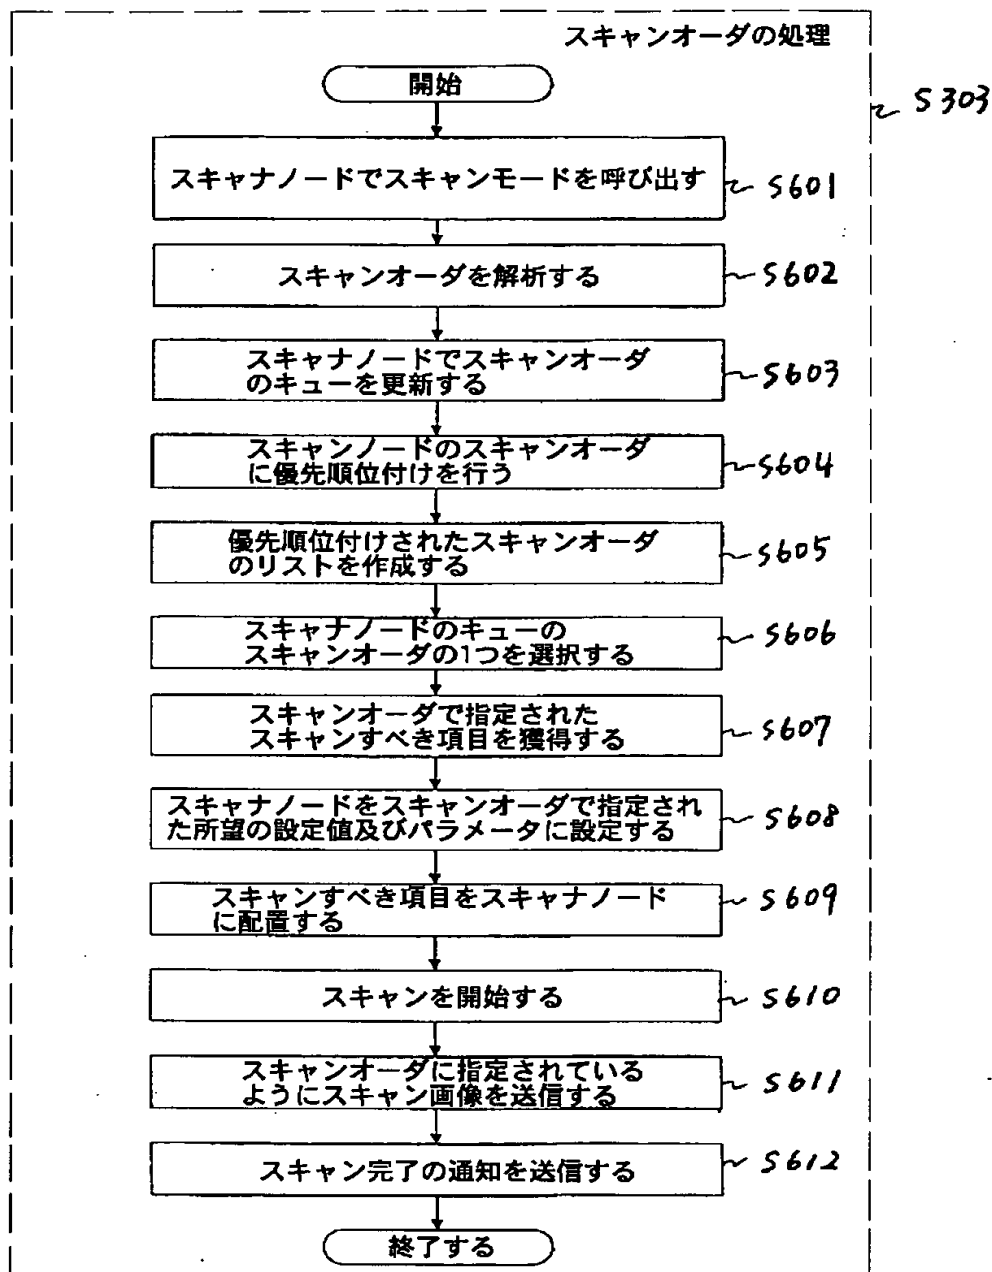 スキャンオーダの処理
開始
S303
スキャナノードでスキャンモードを呼び出す
S601
スキャンオーダを解析する
S602
スキャナノードでスキャンオーダ
のキューを更新する
S603
スキャンノードのスキャンオーダ
に優先順位付けを行う
S604
優先順位付けされたスキャンオーダ
のリストを作成する
S605
スキャナノードのキューの
スキャンオーダの1つを選択する
S606
スキャンオーダで指定された
スキャンすべき項目を獲得する
S607
スキャナノードをスキャンオーダで指定され
た所望の設定値及びパラメータに設定する
S608
スキャンすべき項目をスキャナノード
に配置する
S609
スキャンを開始する
S610
スキャンオーダに指定されている
ようにスキャン画像を送信する
S611
スキャン完了の通知を送信する
S612
終了する